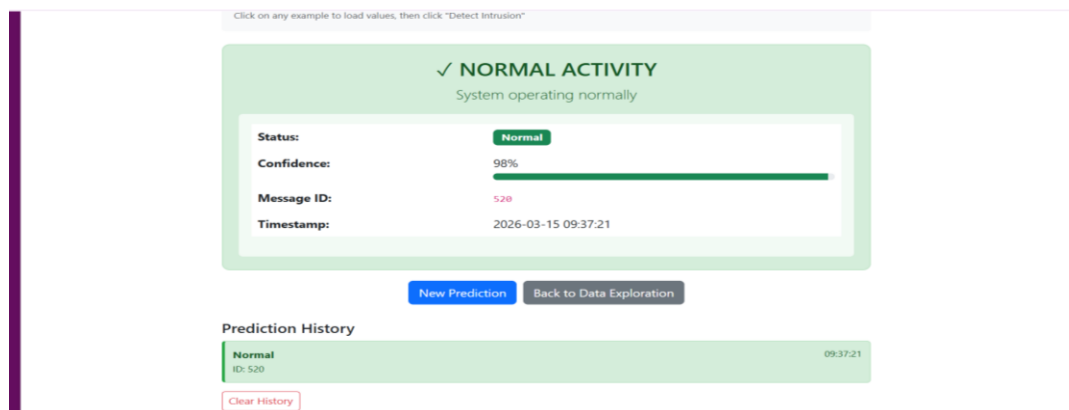 Click on any example to load values, then click "Detect Intrusion"
✓ NORMAL ACTIVITY
System operating normally
Status: Normal
Confidence: 98%
Message ID: 520
Timestamp: 2026-03-15 09:37:21
New Prediction Back to Data Exploration
Prediction History
Normal 09:37:21
ID: 520
Clear History